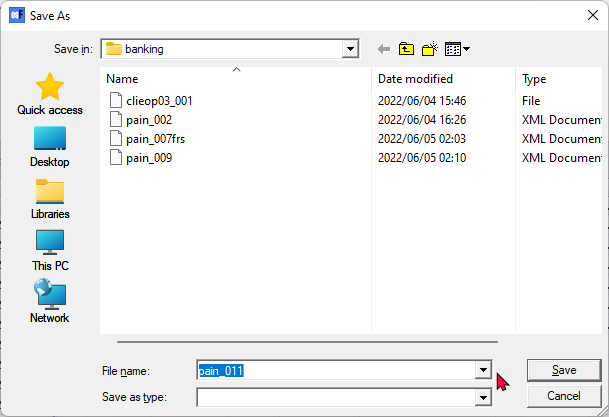 Save As
Save in: banking
Name Date modified Type
clieop03_001 2022/06/04 15:46 File
pain_002 2022/06/04 16:26 XML Documen
pain_007frs 2022/06/05 02:03 XML Documen
pain_009 2022/06/05 02:10 XML Documen
Quick access
Desktop
Libraries
This PC
Network
File name: pain_011 Save
Save as type: Cancel